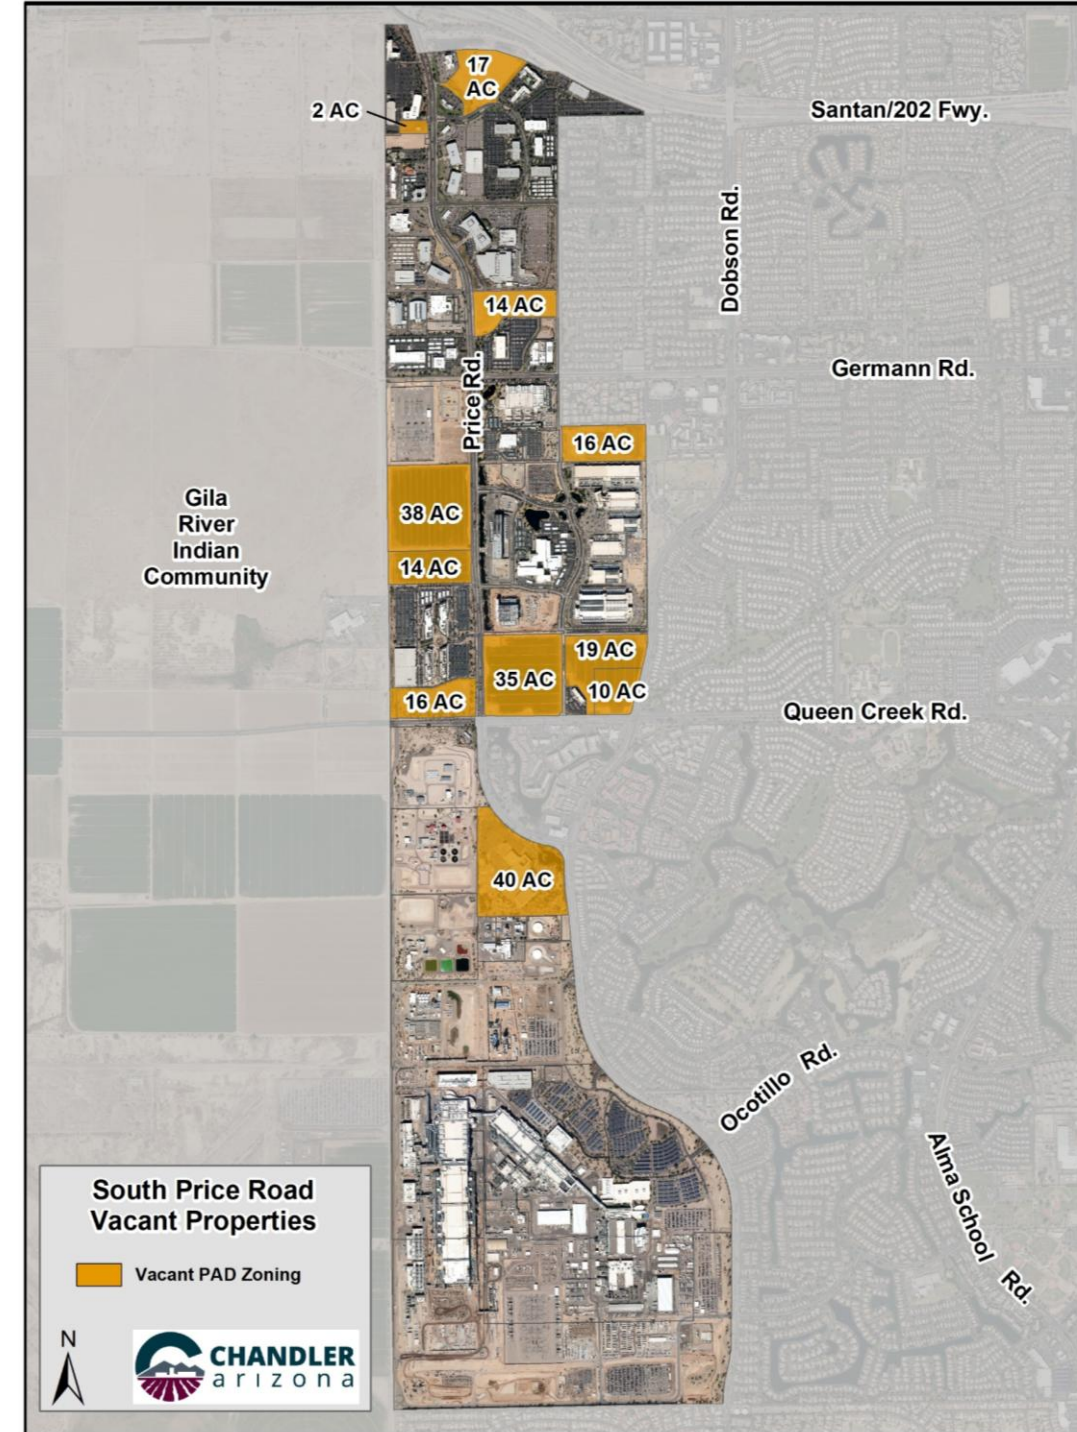 17
AC
2 AC
Santan/202 Fwy.
Dobson Rd.
14 AC
Price Rd.
Germann Rd.
16 AC
Gila
River
Indian
Community
38 AC
14 AC
19 AC
35 AC
10 AC
16 AC
Queen Creek Rd.
40 AC
Ocotillo Rd.
Alma School Rd.
South Price Road
Vacant Properties
Vacant PAD Zoning
N
CHANDLER
arizona